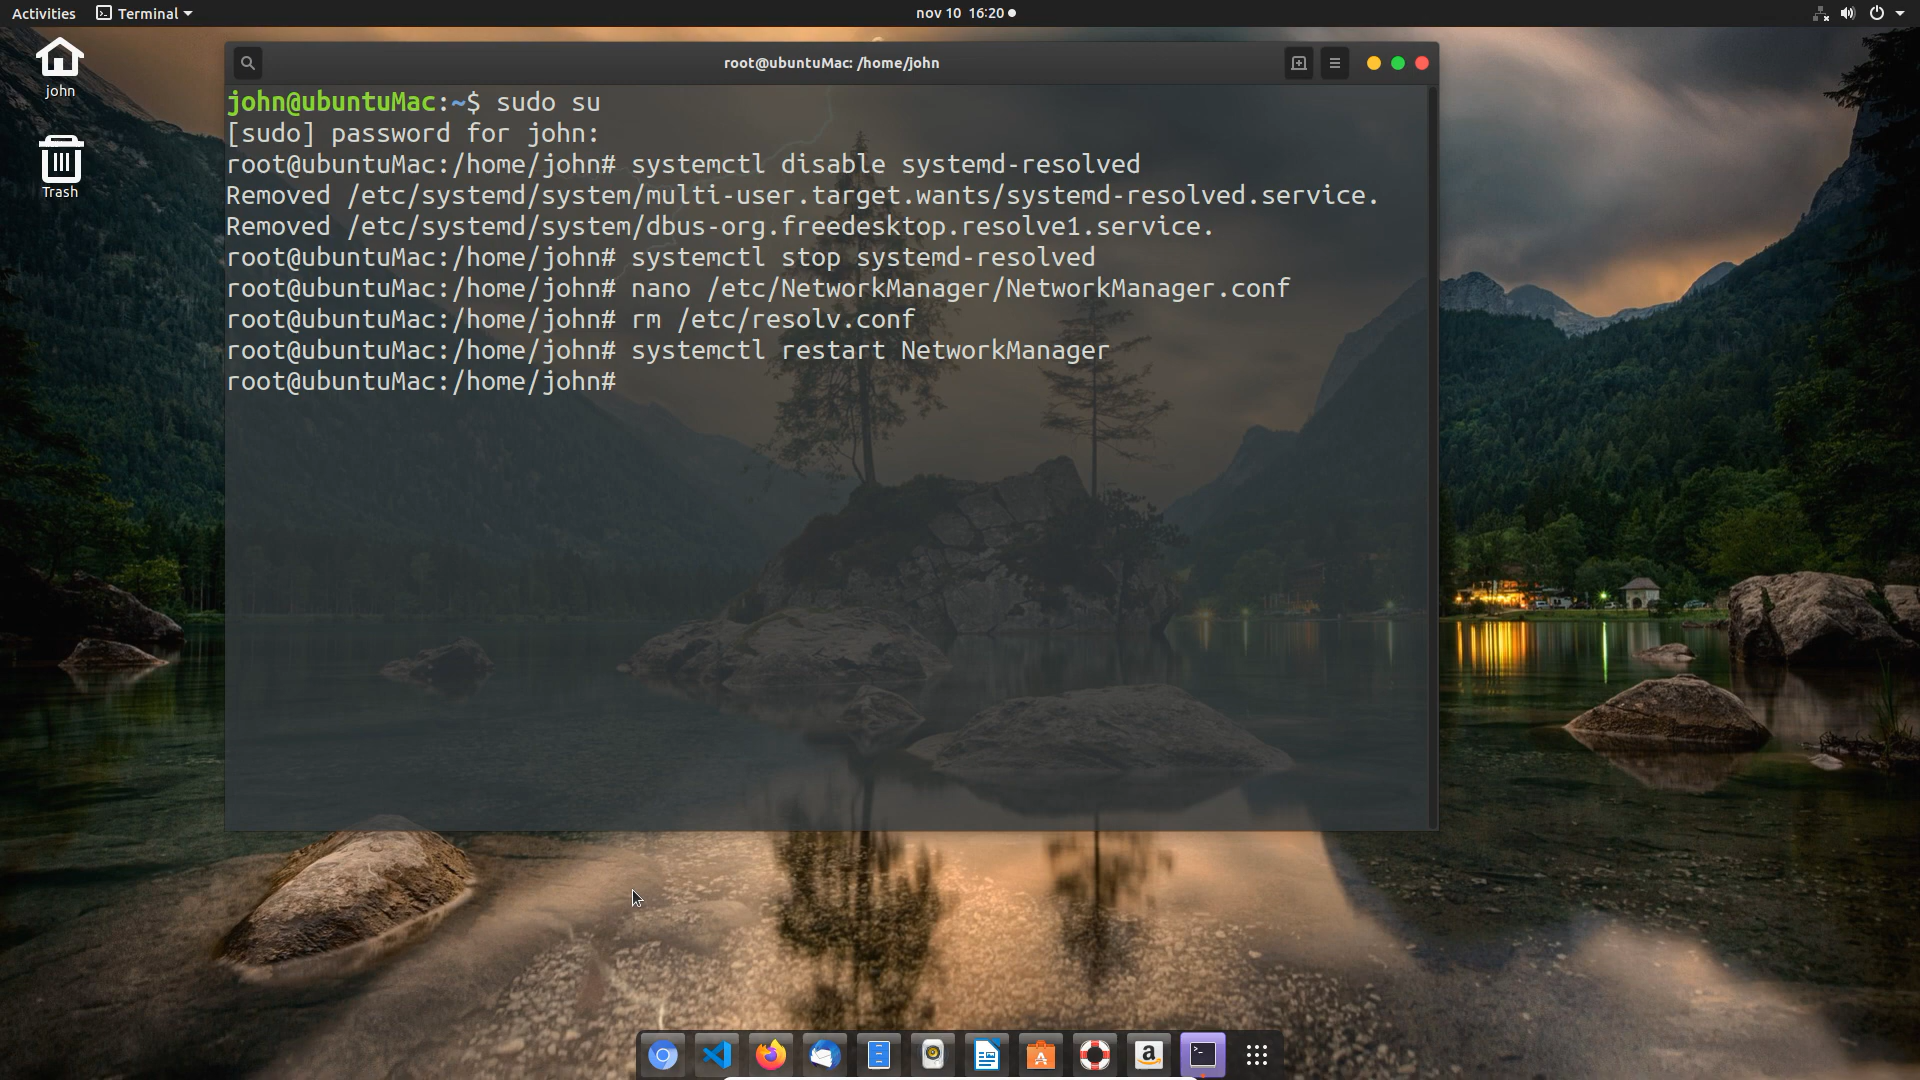 Activities
Terminal
nov 10 16:20
john
Trash
root@ubuntuMac: /home/john
john@ubuntuMac:~$ sudo su
[sudo] password for john:
root@ubuntuMac:/home/john# systemctl disable systemd-resolved
Removed /etc/systemd/system/multi-user.target.wants/systemd-resolved.service.
Removed /etc/systemd/system/dbus-org.freedesktop.resolve1.service.
root@ubuntuMac:/home/john# systemctl stop systemd-resolved
root@ubuntuMac:/home/john# nano /etc/NetworkManager/NetworkManager.conf
root@ubuntuMac:/home/john# rm /etc/resolv.conf
root@ubuntuMac:/home/john# systemctl restart NetworkManager
root@ubuntuMac:/home/john#